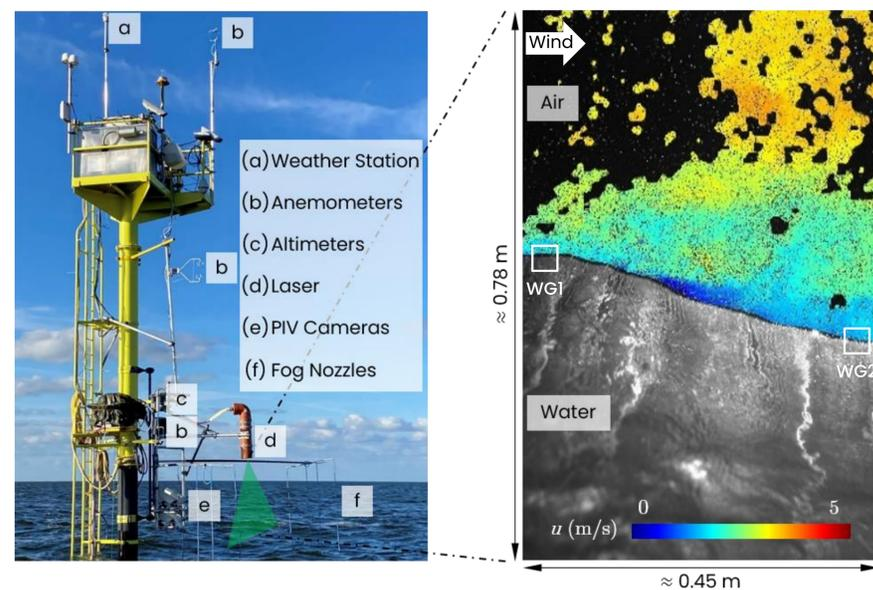 a
b
(a) Weather Station
(b) Anemometers
(c) Altimeters
(d) Laser
(e) PIV Cameras
(f) Fog Nozzles
b
c
b
d
e
f
Wind
Air
≈ 0.78 m
WG1
WG2
Water
0 5
u (m/s)
≈ 0.45 m